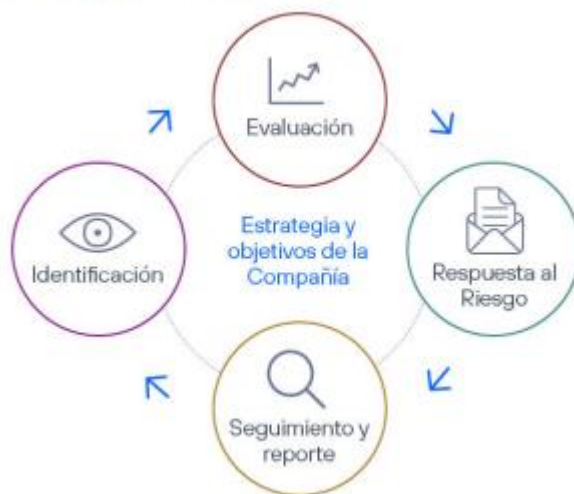 Evaluación
Estrategia y
objetivos de la
Compañía
Identificación
Respuesta al
Riesgo
Seguimiento y
reporte